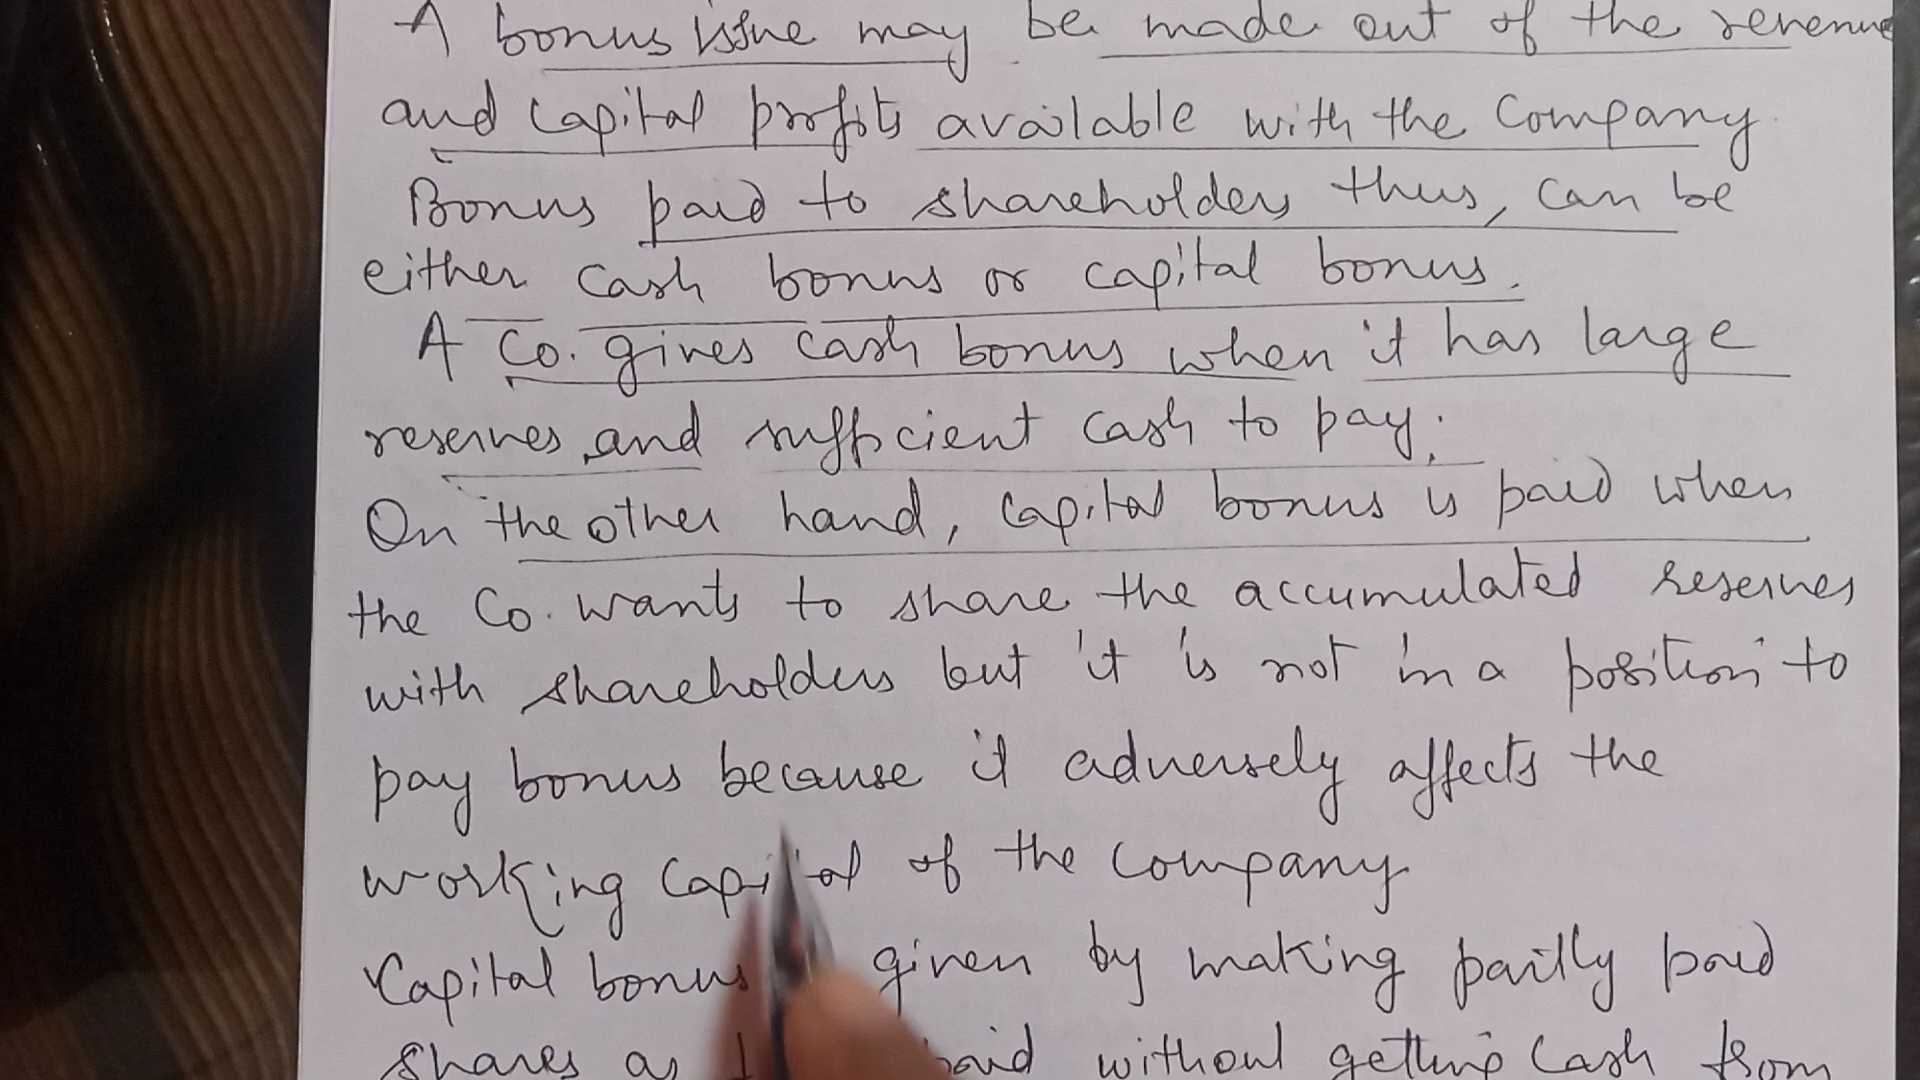 A bonus issue may be made out of the revenue
and capital profits available with the Company
Bonus paid to shareholders thus, can be
either cash bonus or capital bonus.
A Co. gives cash bonus when it has large
reserves and sufficient cash to pay.
On the other hand, capital bonus is paid when
the Co. wants to share the accumulated reserves
with shareholders but it is not in a position to
pay bonus because it adversely affects the
working capital of the company
Capital bonus given by making partly paid
shares as paid without getting cash from